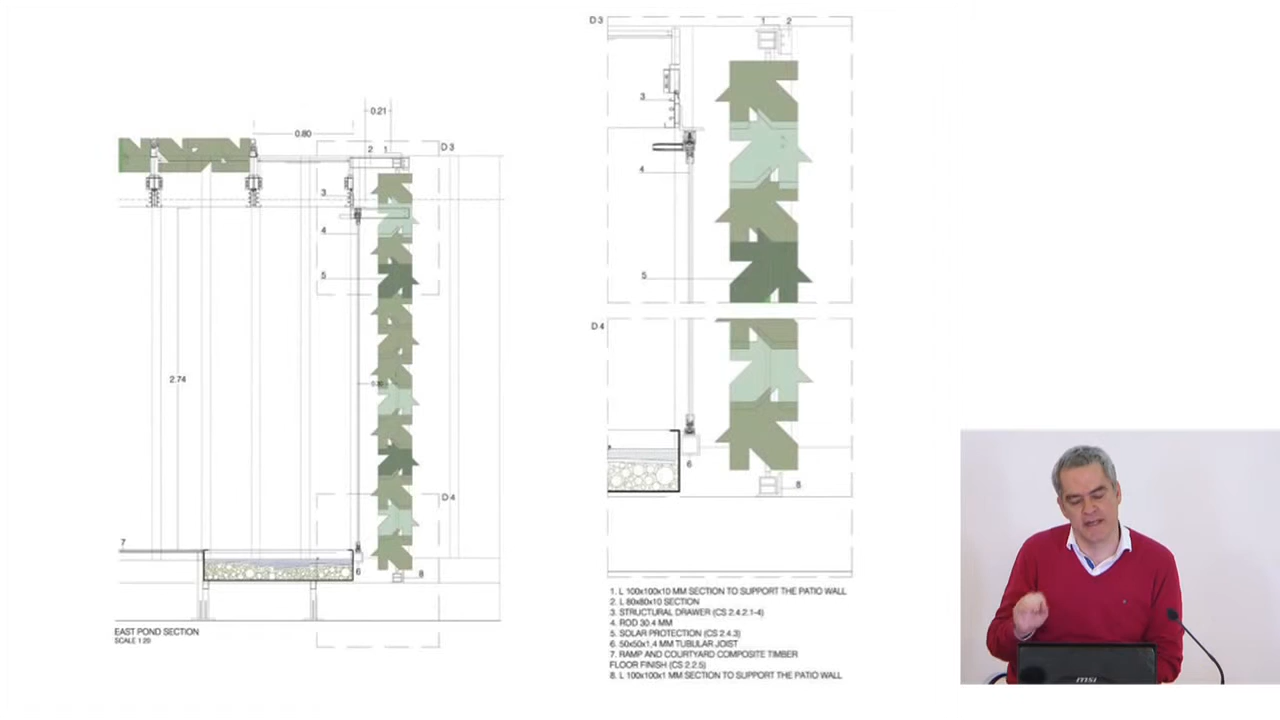 0.21
0.80
D 3
2 1
3
4
5
2.74
0.30
D 4
7
6
8
EAST POND SECTION
SCALE 1:20
D 3
1 2
3
4
5
D 4
6
8
1. L 100x100x10 MM SECTION TO SUPPORT THE PATIO WALL
2. L 80x80x10 SECTION
3. STRUCTURAL DRAWER (CS 2.4.2.1-4)
4. ROD 30.4 MM
5. SOLAR PROTECTION (CS 2.4.3)
6. 50x50x1,4 MM TUBULAR JOIST
7. RAMP AND COURTYARD COMPOSITE TIMBER
FLOOR FINISH (CS 2.2.5)
8. L 100x100x1 MM SECTION TO SUPPORT THE PATIO WALL
msi